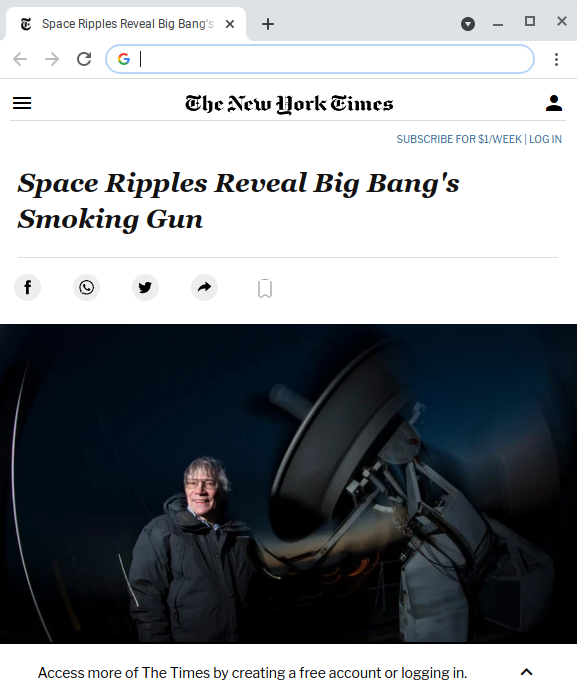 Space Ripples Reveal Big Bang's
The New York Times
SUBSCRIBE FOR $1/WEEK | LOG IN
Space Ripples Reveal Big Bang's
Smoking Gun
Access more of The Times by creating a free account or logging in.